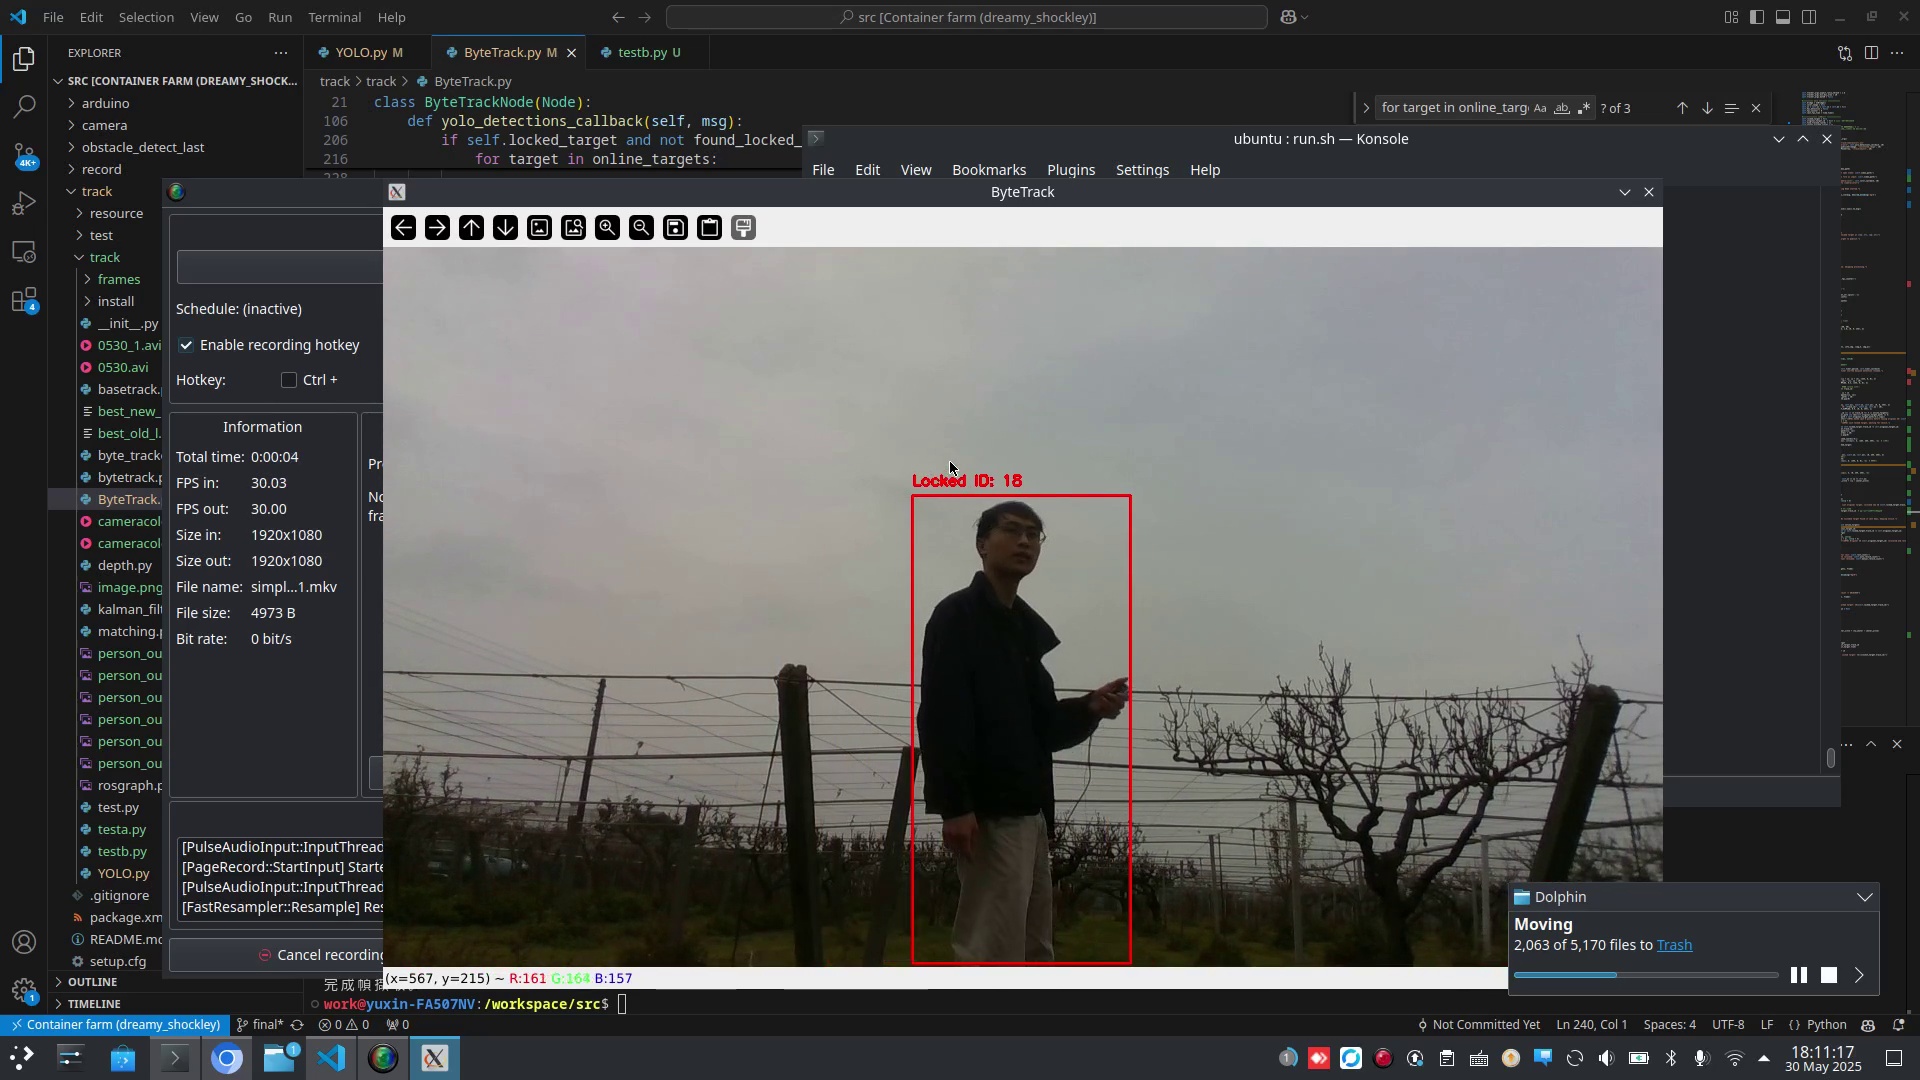 File Edit Selection View Go Run Terminal Help
src [Container farm (dreamy_shockley)]
EXPLORER
SRC [CONTAINER FARM (DREAMY_SHOCK...
arduino
camera
obstacle_detect_last
record
track
resource
test
track
frames
install
__init__.py
0530_1.avi
0530.avi
basetrack.
best_new_
best_old_l.
byte_track
bytetrack.p
ByteTrack.
cameracol
cameracol
depth.py
image.png
kalman_filt
matching.p
person_ou
person_ou
person_ou
person_ou
person_ou
person_ou
rosgraph.p
test.py
testa.py
testb.py
YOLO.py
.gitignore
package.xm
README.md
setup.cfg
OUTLINE
TIMELINE
4K+
4
1
YOLO.py M
ByteTrack.py M
testb.py U
track > track > ByteTrack.py
21 class ByteTrackNode(Node):
106 def yolo_detections_callback(self, msg):
206 if self.locked_target and not found_locked_
216 for target in online_targets:
for target in online_targ
Aa ab .*
? of 3
ubuntu : run.sh — Konsole
File Edit View Bookmarks Plugins Settings Help
Schedule: (inactive)
Enable recording hotkey
Hotkey: Ctrl +
Information
Total time: 0:00:04
FPS in: 30.03
FPS out: 30.00
Size in: 1920x1080
Size out: 1920x1080
File name: simpl...1.mkv
File size: 4973 B
Bit rate: 0 bit/s
Pr
No
fra
[PulseAudioInput::InputThread
[PageRecord::StartInput] Starte
[PulseAudioInput::InputThread
[FastResampler::Resample] Res
Cancel recording
ByteTrack
Locked ID: 18
(x=567, y=215) ~ R:161 G:164 B:157
work@yuxin-FA507NV:/workspace/src$
Dolphin
Moving
2,063 of 5,170 files to Trash
Container farm (dreamy_shockley)
final*
0 0
0
Not Committed Yet
Ln 240, Col 1
Spaces: 4
UTF-8
LF
{} Python
1
1
18:11:17
30 May 2025